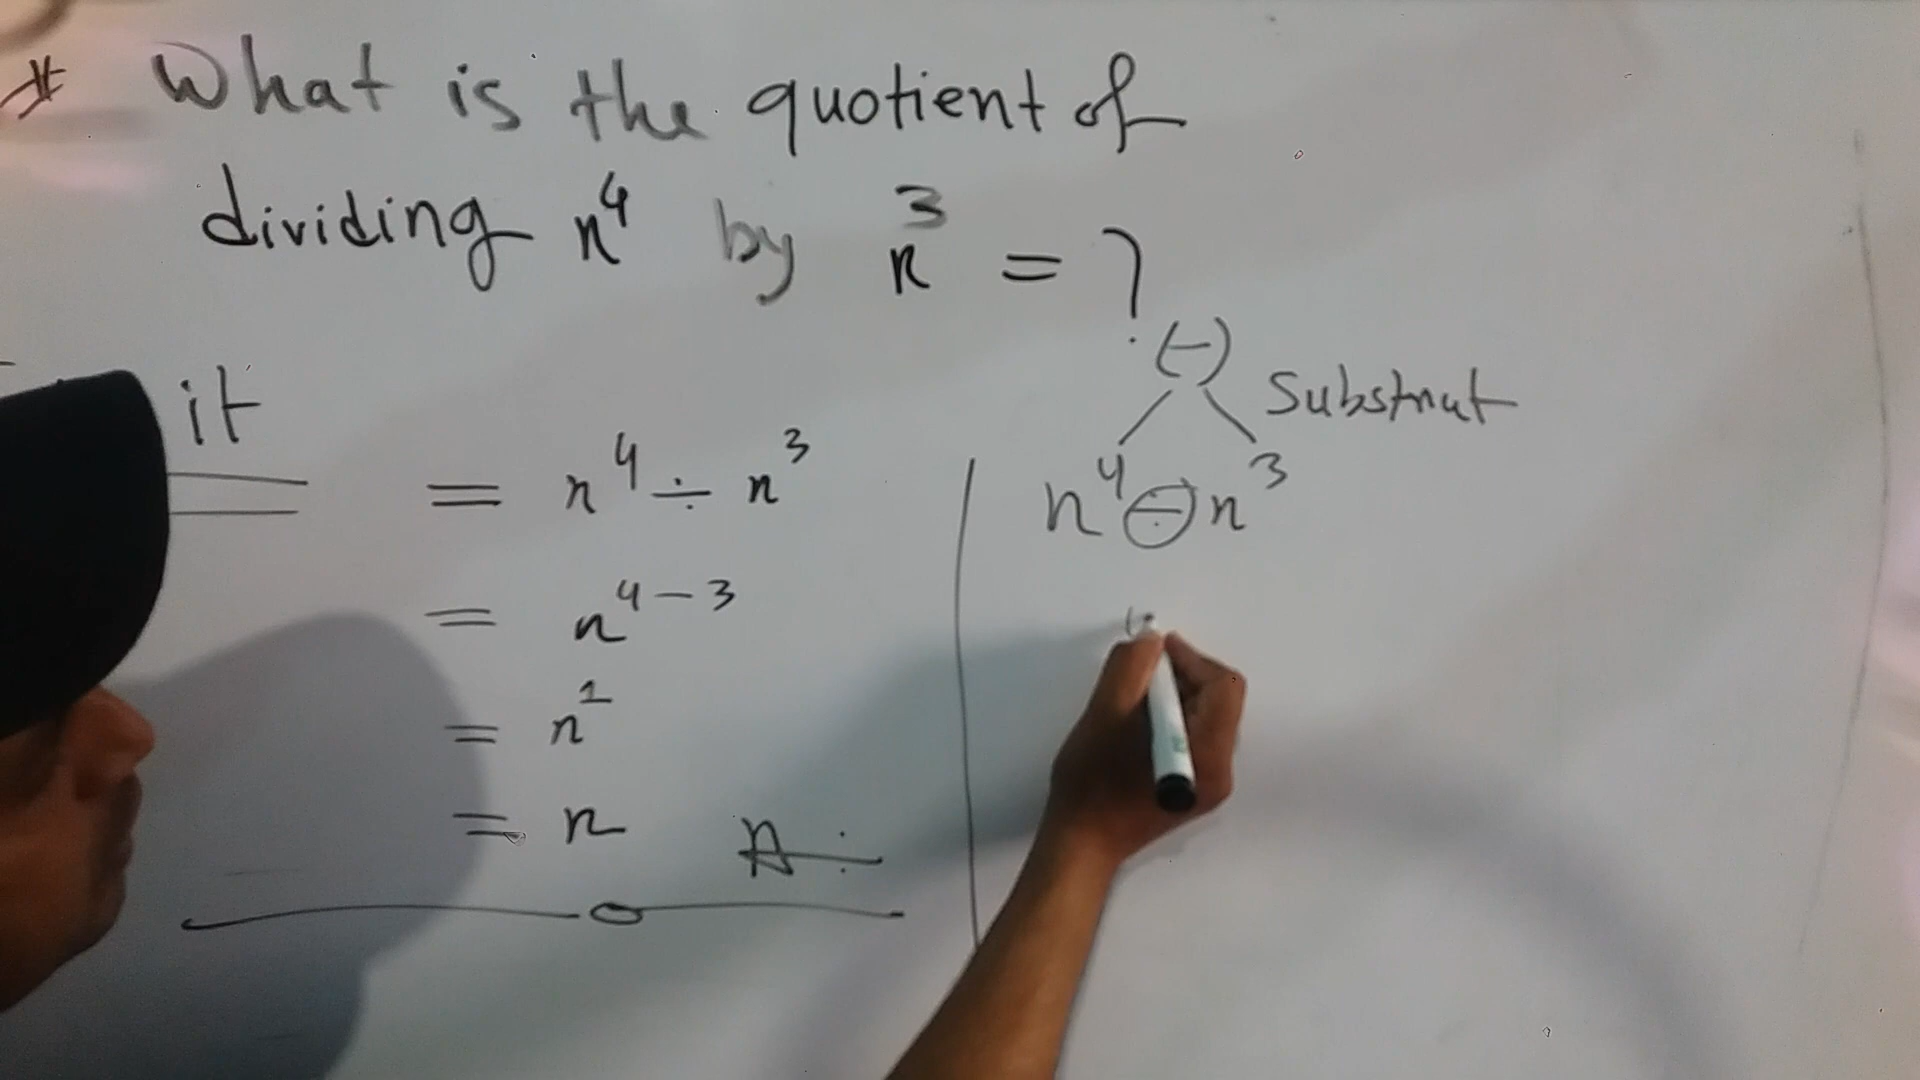 * What is the quotient of
dividing n⁴ by n³ = ?
it
= n⁴ ÷ n³
= n⁴⁻³
= n¹
= n A:
(-)
Substrut
n⁴ ÷ n³